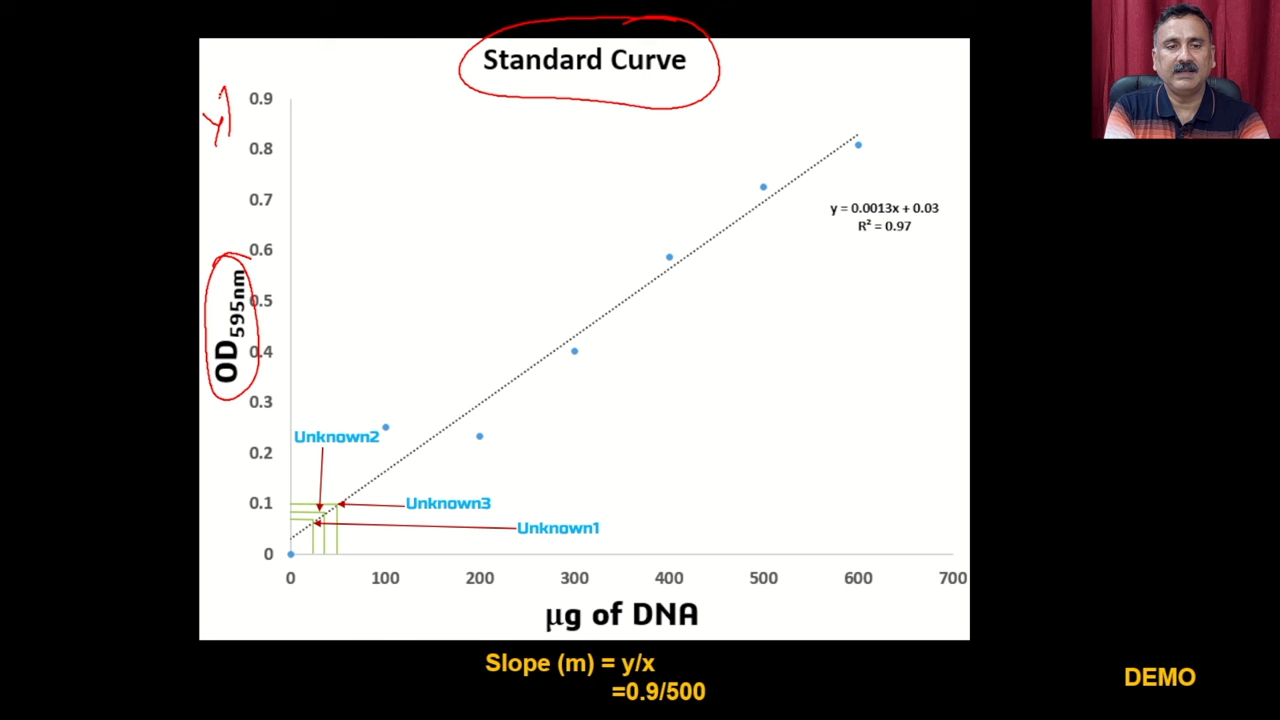 Standard Curve
y
0.9
0.8
0.7
0.6
0.5
0.4
0.3
0.2
0.1
0
OD595nm
y = 0.0013x + 0.03
R² = 0.97
Unknown2
Unknown3
Unknown1
0 100 200 300 400 500 600 700
µg of DNA
Slope (m) = y/x
=0.9/500
DEMO